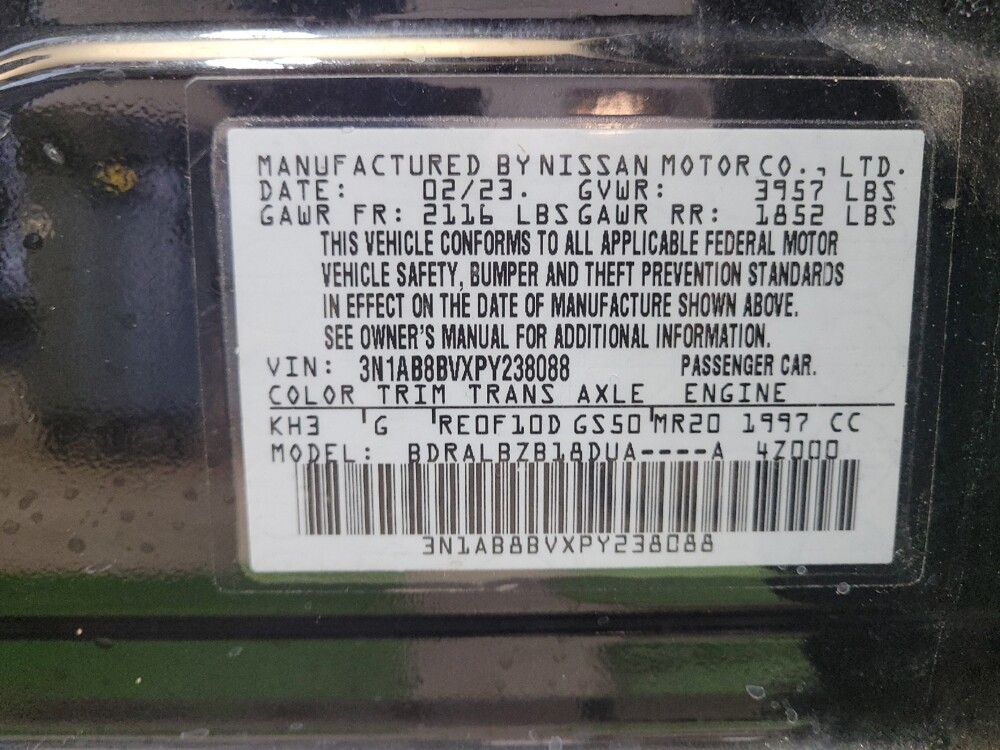 MANUFACTURED BY NISSAN MOTOR CO., LTD.
DATE: 02/23. GVWR: 3957 LBS
GAWR FR: 2116 LBS GAWR RR: 1852 LBS
THIS VEHICLE CONFORMS TO ALL APPLICABLE FEDERAL MOTOR
VEHICLE SAFETY, BUMPER AND THEFT PREVENTION STANDARDS
IN EFFECT ON THE DATE OF MANUFACTURE SHOWN ABOVE.
SEE OWNER'S MANUAL FOR ADDITIONAL INFORMATION.
VIN: 3N1AB8BVXPY238088 PASSENGER CAR.
COLOR TRIM TRANS AXLE ENGINE
KH3 G RE0F10D GS50 MR20 1997 CC
MODEL: BDRALBZB18DUA----A 4Z000
3N1AB8BVXPY238088